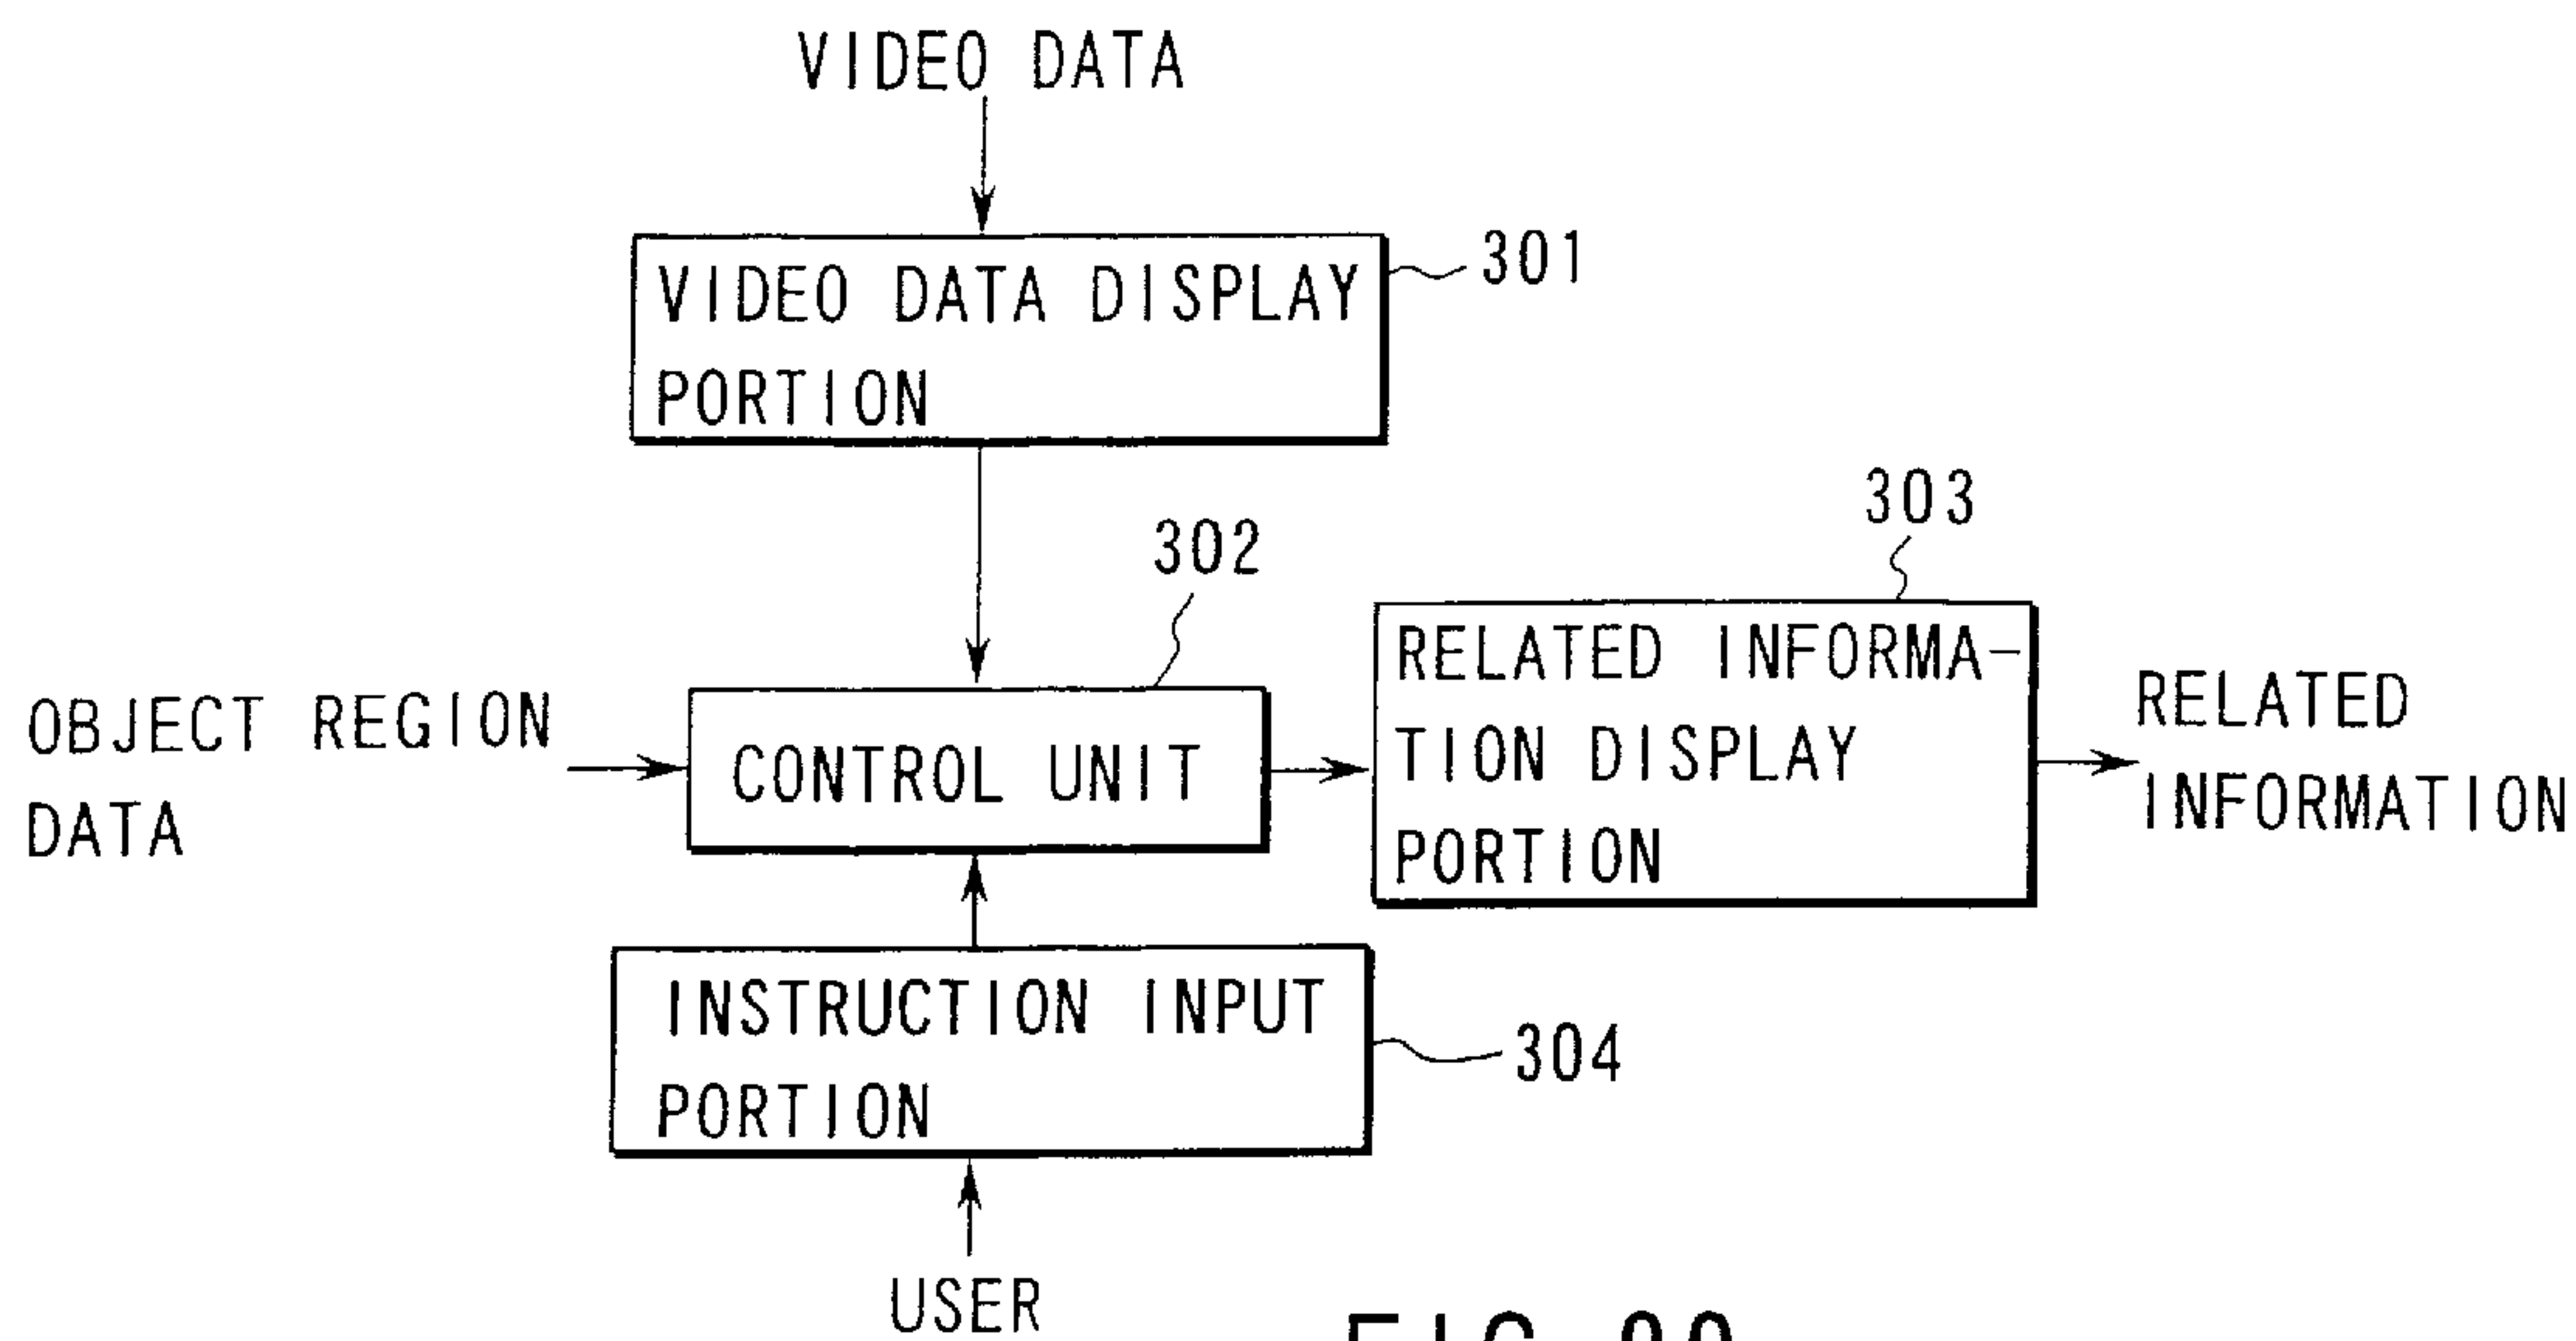 VIDEO DATA
VIDEO DATA DISPLAY
PORTION
301
302
303
OBJECT REGION
DATA
CONTROL UNIT
RELATED INFORMA-
TION DISPLAY
PORTION
RELATED
INFORMATION
INSTRUCTION INPUT
PORTION
304
USER